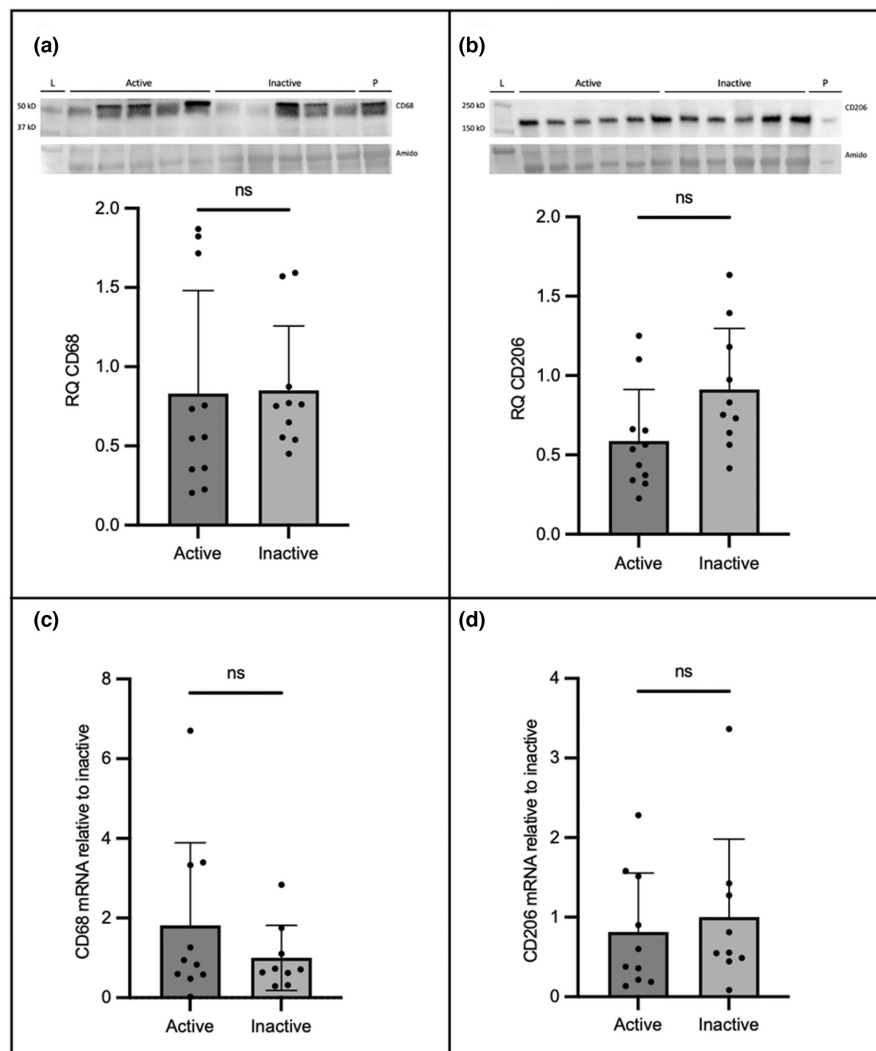 (a)
L Active Inactive P
50 kD
CD68
37 kD
Amido
ns
2.0
1.5
1.0
0.5
0.0
RQ CD68
Active Inactive
(b)
L Active Inactive P
250 kD
CD206
150 kD
Amido
ns
2.0
1.5
1.0
0.5
0.0
RQ CD206
Active Inactive
(c)
ns
8
6
4
2
0
CD68 mRNA relative to inactive
Active Inactive
(d)
ns
4
3
2
1
0
CD206 mRNA relative to inactive
Active Inactive